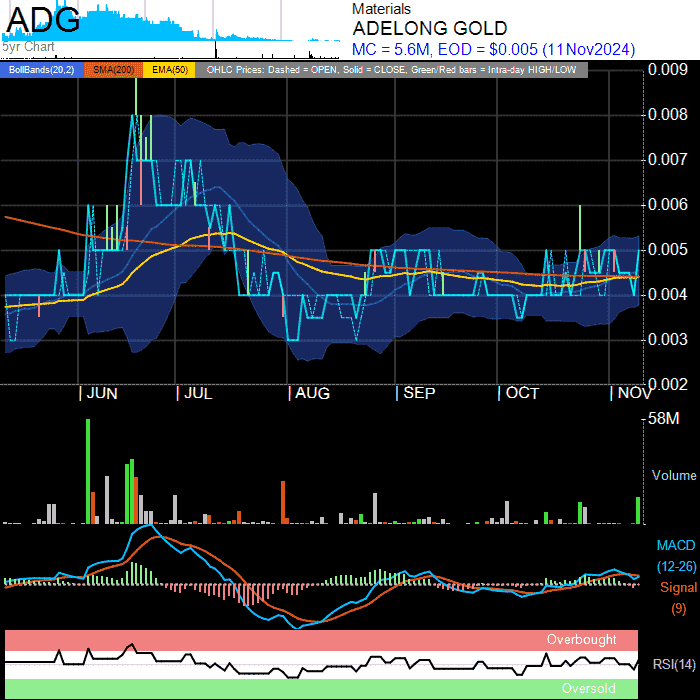 ADG
5yr Chart
Materials
ADELONG GOLD
MC = 5.6M, EOD = $0.005 (11Nov2024)
BollBands(20,2) SMA(200) EMA(50) OHLC Prices: Dashed = OPEN, Solid = CLOSE, Green/Red bars = Intra-day HIGH/LOW
0.009
0.008
0.007
0.006
0.005
0.004
0.003
0.002
JUN JUL AUG SEP OCT NOV
58M
Volume
MACD
(12-26)
Signal
(9)
Overbought
RSI(14)
Oversold